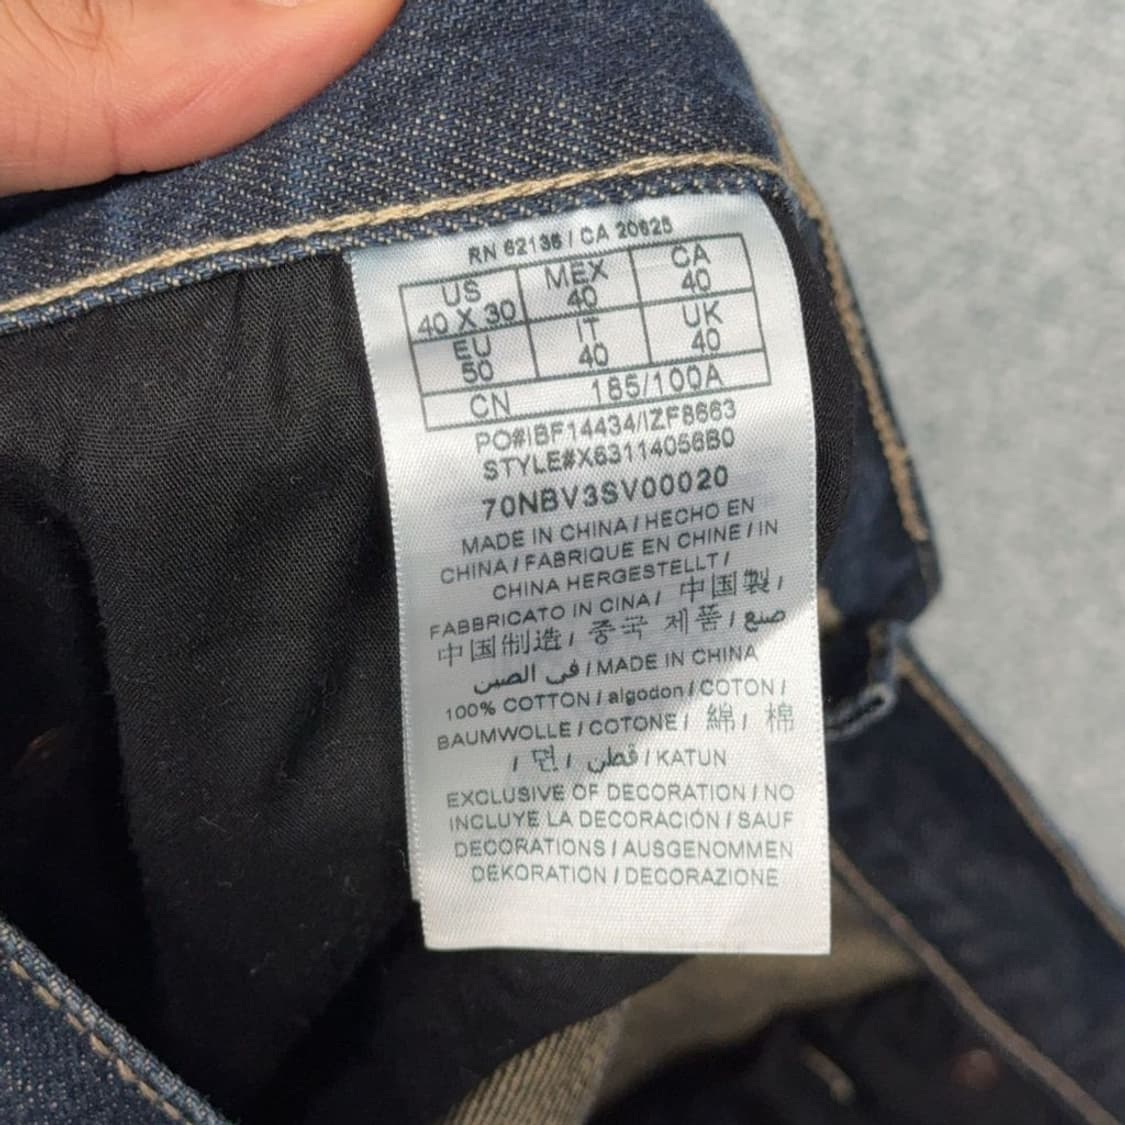 RN 62136 / CA 20625
US 40 X 30 MEX 40 CA 40
EU 50 IT 40 UK 40
CN 185/100A
PO#IBF14434/IZF8663
STYLE#X63114056B0
70NBV3SV00020
MADE IN CHINA / HECHO EN
CHINA / FABRIQUE EN CHINE / IN
CHINA HERGESTELLT /
FABBRICATO IN CINA / 中国製 /
中国制造 / 중국 제품 / صنع
في الصين / MADE IN CHINA
100% COTTON / algodon / COTON /
BAUMWOLLE / COTONE / 綿 / 棉
/ 면 / قطن / KATUN
EXCLUSIVE OF DECORATION / NO
INCLUYE LA DECORACIÓN / SAUF
DECORATIONS / AUSGENOMMEN
DEKORATION / DECORAZIONE